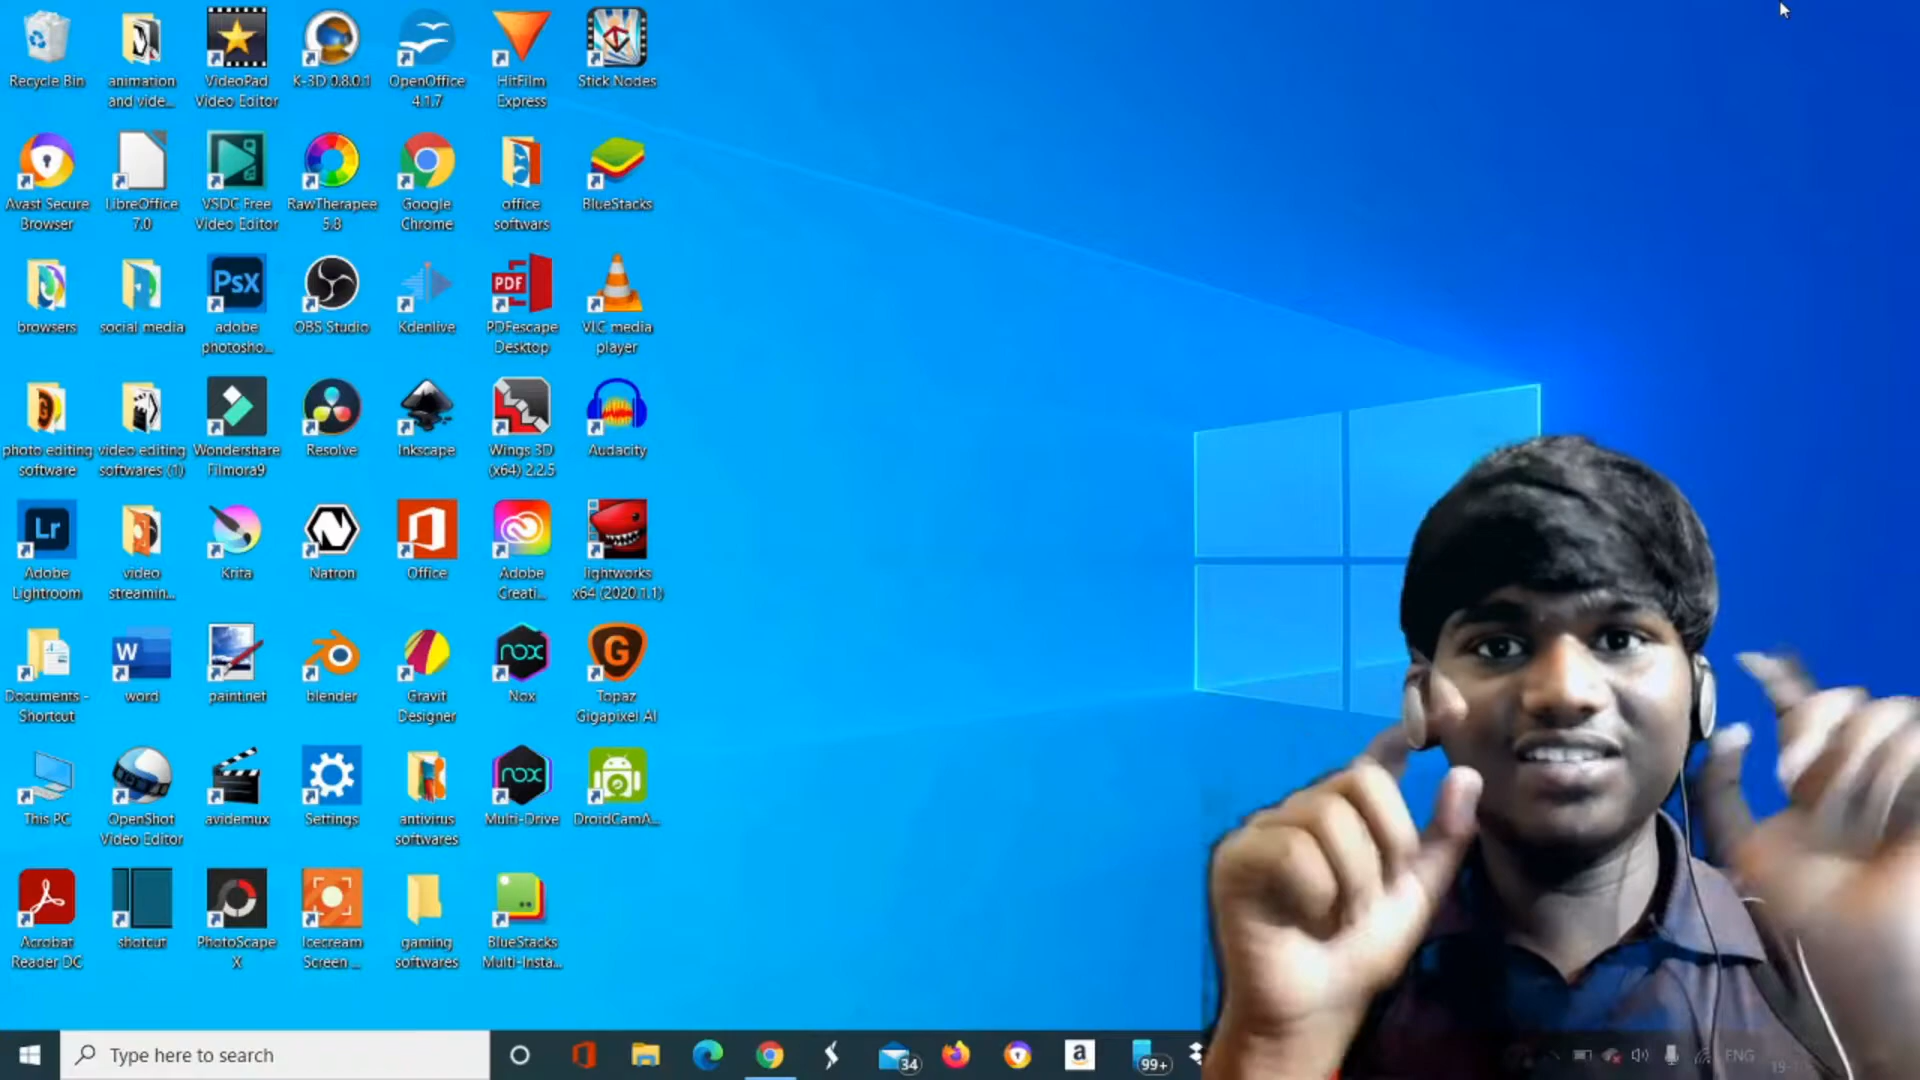 Recycle Bin
animation
and vide...
VideoPad
Video Editor
K-3D 0.8.0.1
OpenOffice
4.1.7
HitFilm
Express
Stick Nodes
Avast Secure
Browser
LibreOffice
7.0
VSDC Free
Video Editor
RawTherapee
5.8
Google
Chrome
office
softwars
BlueStacks
browsers
social media
PsX
adobe
photosho...
OBS Studio
Kdenlive
PDF
PDFescape
Desktop
VLC media
player
photo editing
software
video editing
softwares (1)
Wondershare
Filmora9
Resolve
Inkscape
Wings 3D
(x64) 2.2.5
Audacity
Lr
Adobe
Lightroom
video
streamin...
Krita
Natron
Office
Adobe
Creati...
lightworks
x64 (2020.1.1)
Documents -
Shortcut
W
word
paint.net
blender
Gravit
Designer
nox
Nox
G
Topaz
Gigapixel AI
This PC
OpenShot
Video Editor
avidemux
Settings
antivirus
softwares
nox
Multi-Drive
DroidCamA...
Acrobat
Reader DC
shotcut
PhotoScape
X
Icecream
Screen ...
gaming
softwares
BlueStacks
Multi-Insta...
Type here to search
34
a
99+
ENG